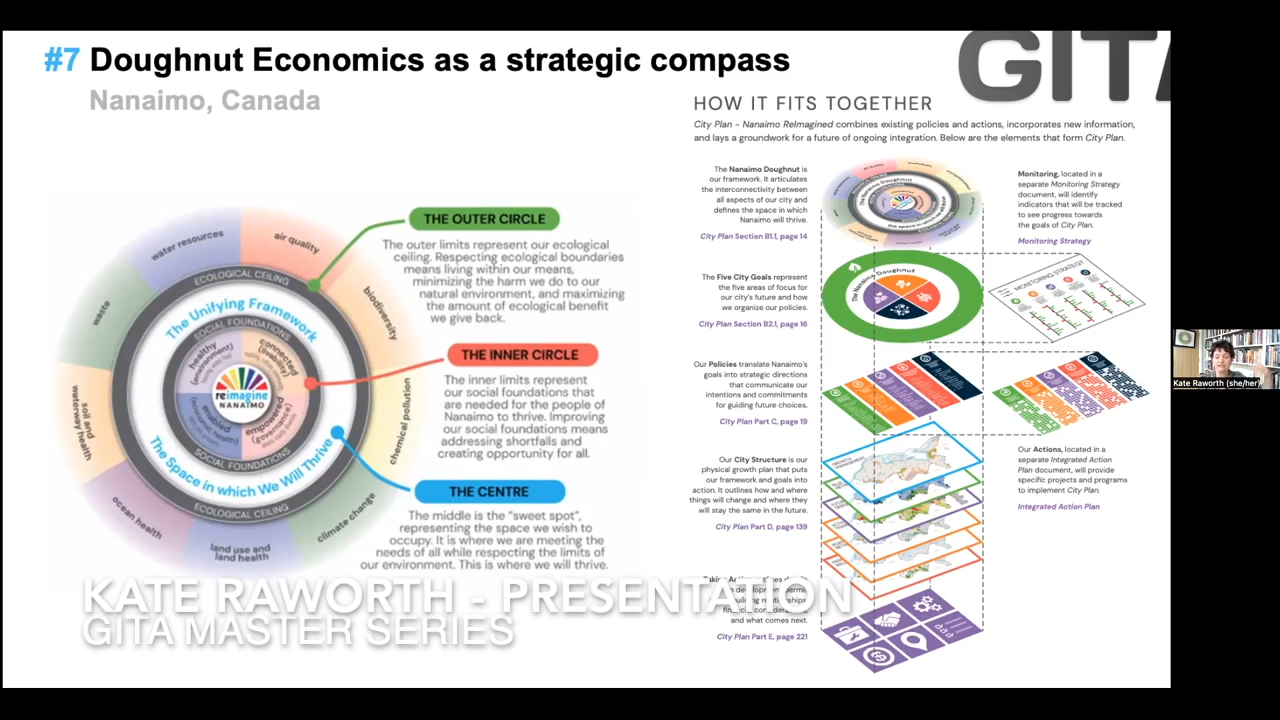 #7 Doughnut Economics as a strategic compass
Nanaimo, Canada
GITA
THE OUTER CIRCLE
The outer limits represent our ecological
ceiling. Respecting ecological boundaries
means living within our means,
minimizing the harm we do to our
natural environment, and maximizing
the amount of ecological benefit
we give back.
THE INNER CIRCLE
The inner limits represent
our social foundations that
are needed for the people of
Nanaimo to thrive. Improving
our social foundations means
addressing shortfalls and
creating opportunity for all.
THE CENTRE
The middle is the "sweet spot",
representing the space we wish to
occupy. It is where we are meeting the
needs of all while respecting the limits of
our environment. This is where we will thrive.
water resources
air quality
biodiversity
chemical pollution
climate change
land use and
land health
ocean health
soil and
waterway health
waste
ECOLOGICAL CEILING
The Unifying Framework
SOCIAL FOUNDATIONS
healthy
(environment)
connected
(livability)
enabled
empowered
(governance)
reimagine
NANAIMO
SOCIAL FOUNDATIONS
The Space in which We Will Thrive
ECOLOGICAL CEILING
HOW IT FITS TOGETHER
City Plan - Nanaimo ReImagined combines existing policies and actions, incorporates new information,
and lays a groundwork for a future of ongoing integration. Below are the elements that form City Plan.
The Nanaimo Doughnut is
our framework. It articulates
the interconnectivity between
all aspects of our city and
defines the space in which
Nanaimo will thrive.
City Plan Section B1.1, page 14
Monitoring, located in a
separate Monitoring Strategy
document, will identify
indicators that will be tracked
to see progress towards
the goals of City Plan.
Monitoring Strategy
The Five City Goals represent
the five areas of focus for
our city's future and how
we organize our policies.
City Plan Section B2.1, page 16
The Nanaimo Doughnut
MONITORING STRATEGY
Our Policies translate Nanaimo's
goals into strategic directions
that communicate our
intentions and commitments
for guiding future choices.
City Plan Part C, page 19
Our City Structure is our
physical growth plan that puts
our framework and goals into
action. It outlines how and where
things will change and where they
will stay the same in the future.
City Plan Part D, page 139
Our Actions, located in a
separate Integrated Action
Plan document, will provide
specific projects and programs
to implement City Plan.
Integrated Action Plan
and
what comes next.
City Plan Part E, page 221
KATE RAWORTH - PRESENTATION
GITA MASTER SERIES
Kate Raworth (she/her)